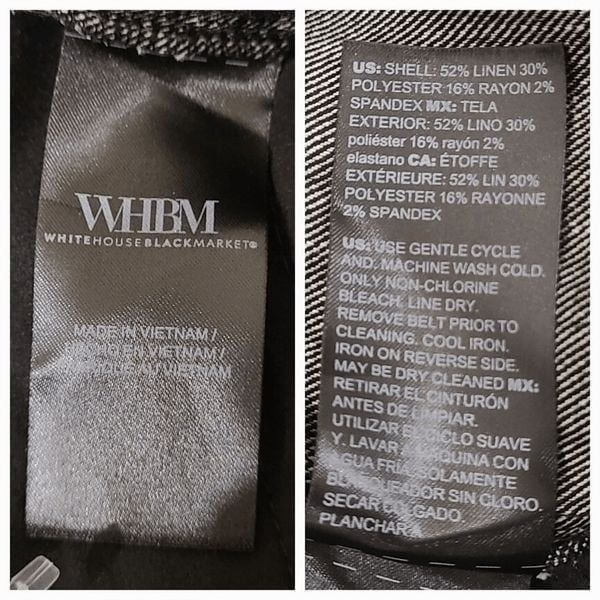 WHBM
WHITEHOUSEBLACKMARKET®
MADE IN VIETNAM /
EN VIETNAM /
VIETNAM
US: SHELL: 52% LINEN 30%
POLYESTER 16% RAYON 2%
SPANDEX MX: TELA
EXTERIOR: 52% LINO 30%
poliéster 16% rayón 2%
elastano CA: ÉTOFFE
EXTÉRIEURE: 52% LIN 30%
POLYESTER 16% RAYONNE
2% SPANDEX
US: USE GENTLE CYCLE
AND. MACHINE WASH COLD.
ONLY NON-CHLORINE
BLEACH. LINE DRY.
REMOVE BELT PRIOR TO
CLEANING. COOL IRON.
IRON ON REVERSE SIDE.
MAY BE DRY CLEANED MX:
RETIRAR EL CINTURÓN
ANTES DE LIMPIAR.
UTILIZAR EL CICLO SUAVE
Y. LAVAR A MÁQUINA CON
AGUA FRÍA. SOLAMENTE
BLANQUEADOR SIN CLORO.
SECAR COLGADO.
PLANCHAR A